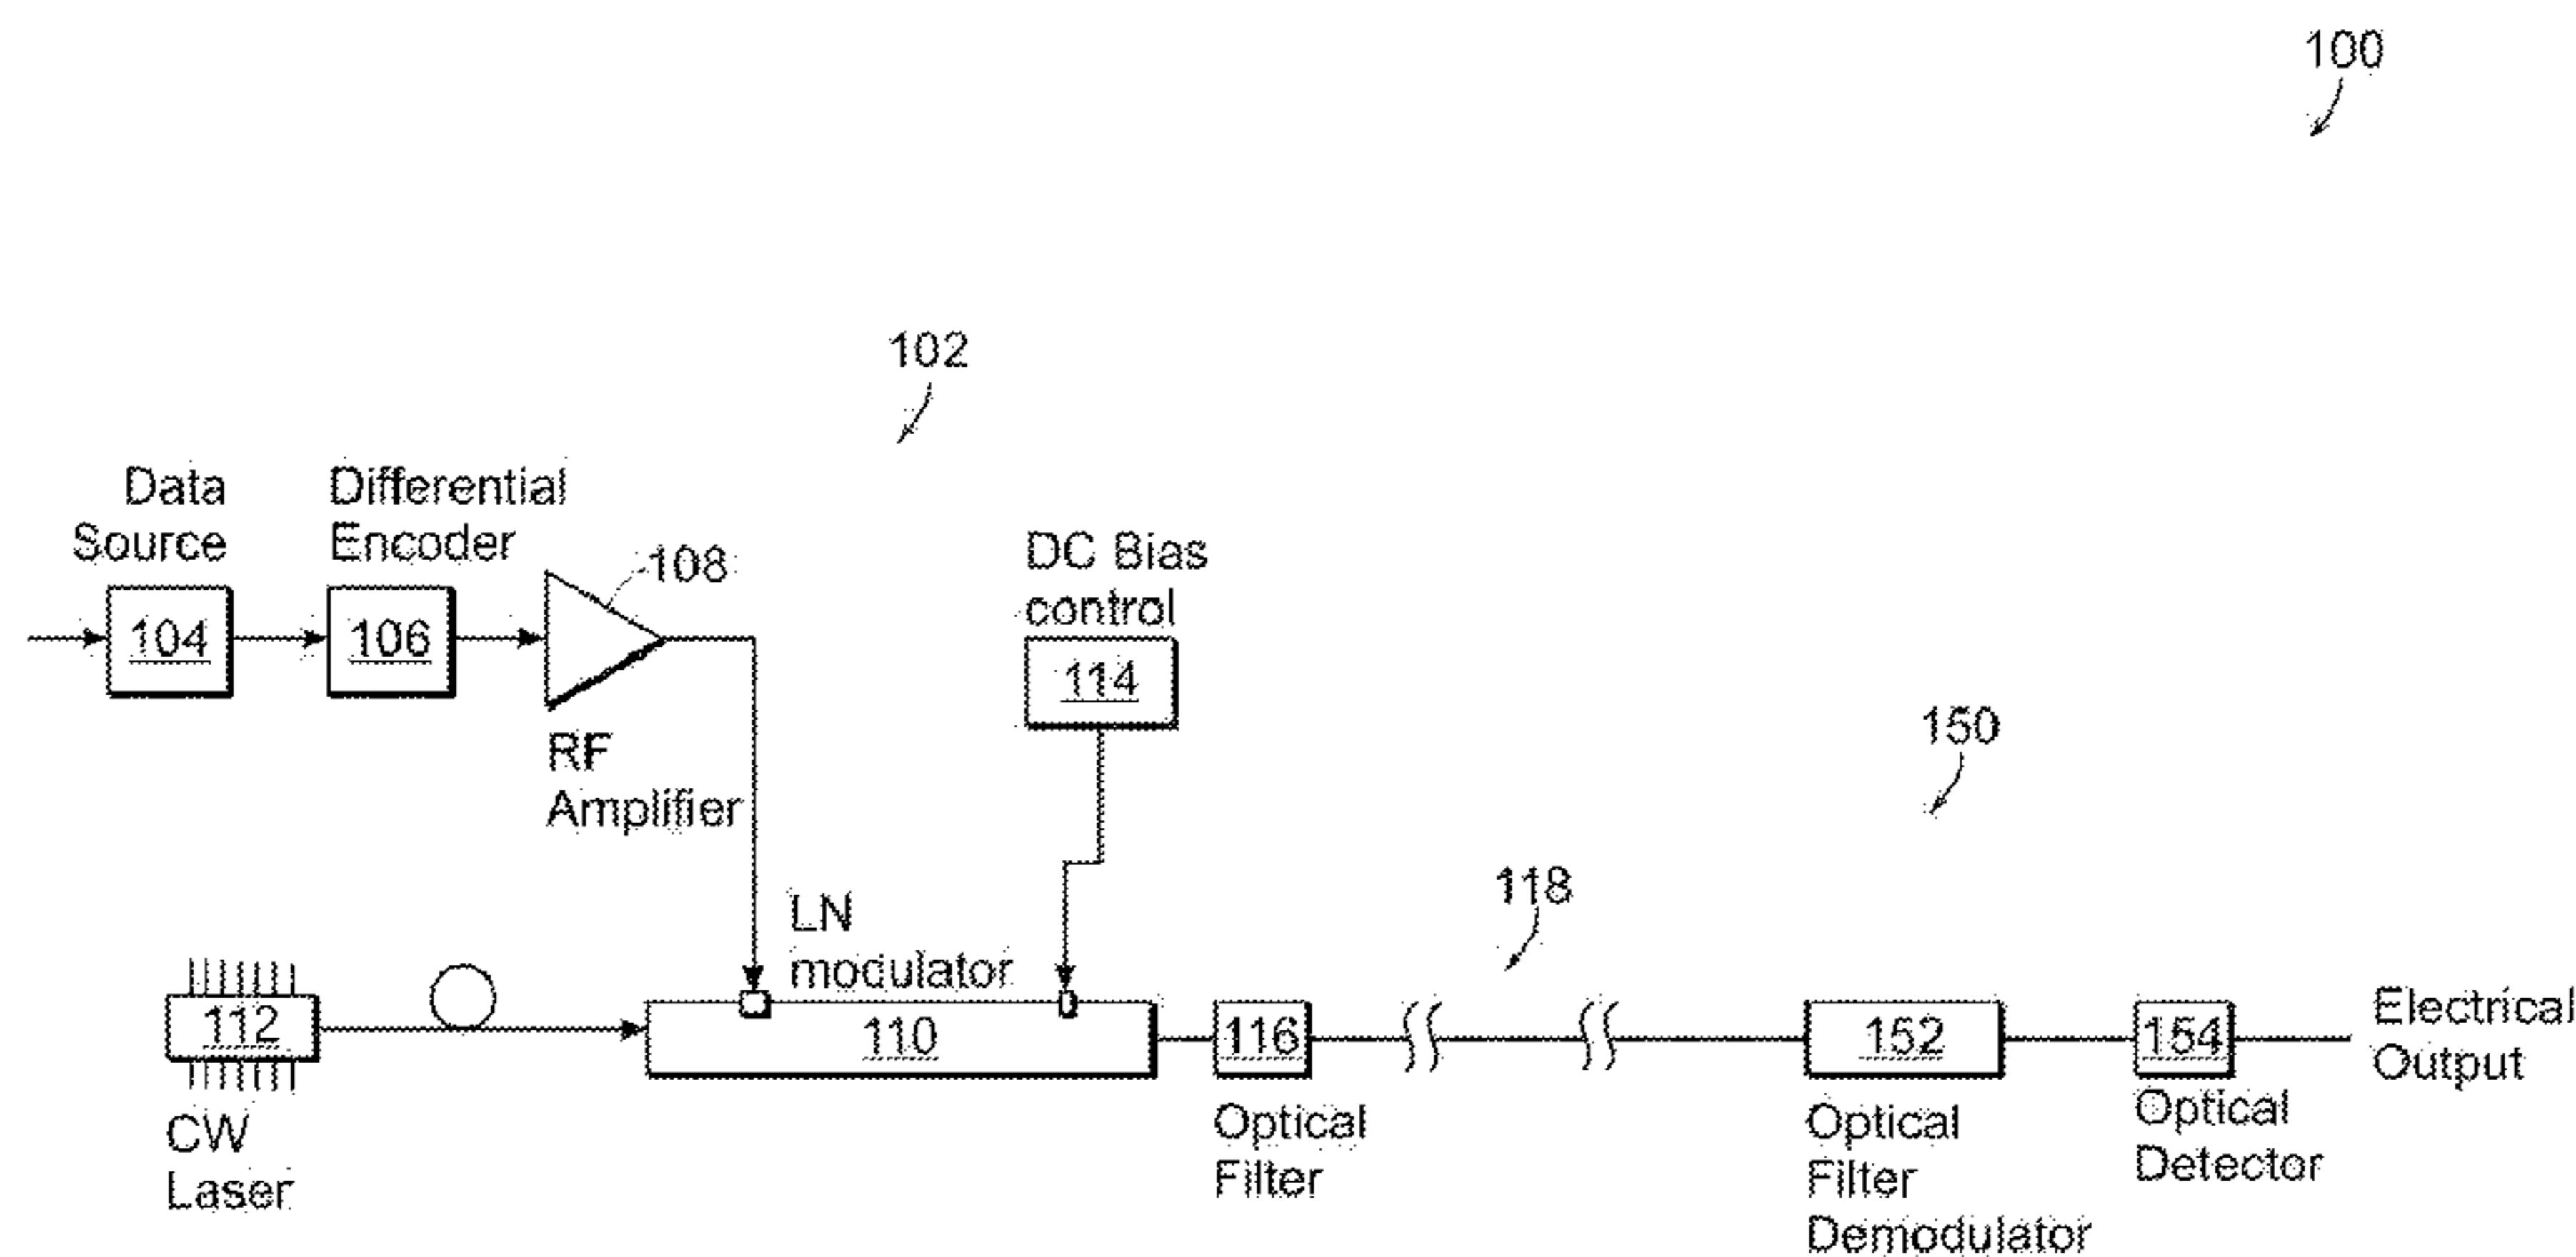 100
102
Data
Source
Differential
Encoder
108
DC Bias
control
104
106
114
RF
Amplifier
150
118
LN
modulator
112
110
116
152
154
Electrical
Output
CW
Laser
Optical
Filter
Optical
Filter
Demodulator
Optical
Detector